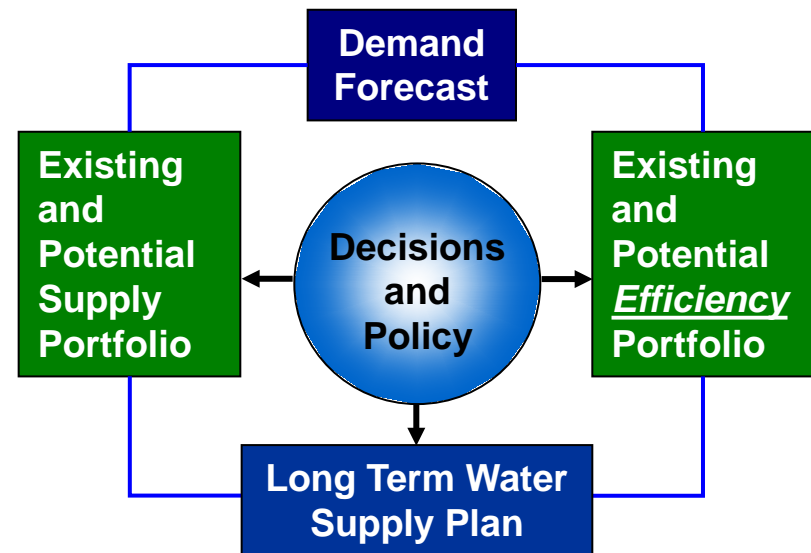 Demand
Forecast
Existing
and
Potential
Supply
Portfolio
Decisions
and
Policy
Existing
and
Potential
Efficiency
Portfolio
Long Term Water
Supply Plan